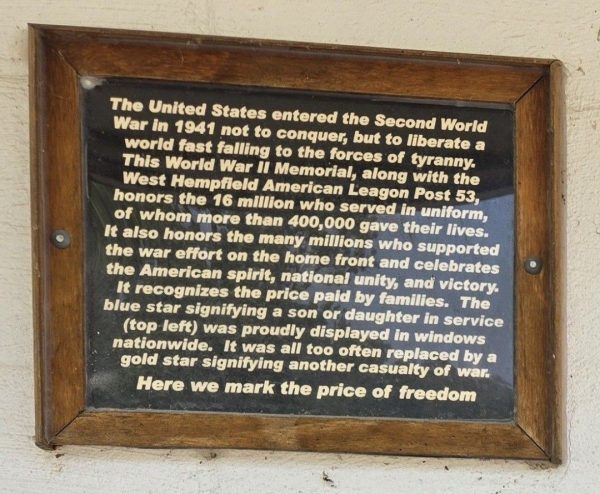 The United States entered the Second World
War in 1941 not to conquer, but to liberate a
world fast falling to the forces of tyranny.
This World War II Memorial, along with the
West Hempfield American Leagon Post 53,
honors the 16 million who served in uniform,
of whom more than 400,000 gave their lives.
It also honors the many millions who supported
the war effort on the home front and celebrates
the American spirit, national unity, and victory.
It recognizes the price paid by families. The
blue star signifying a son or daughter in service
(top left) was proudly displayed in windows
nationwide. It was all too often replaced by a
gold star signifying another casualty of war.
Here we mark the price of freedom